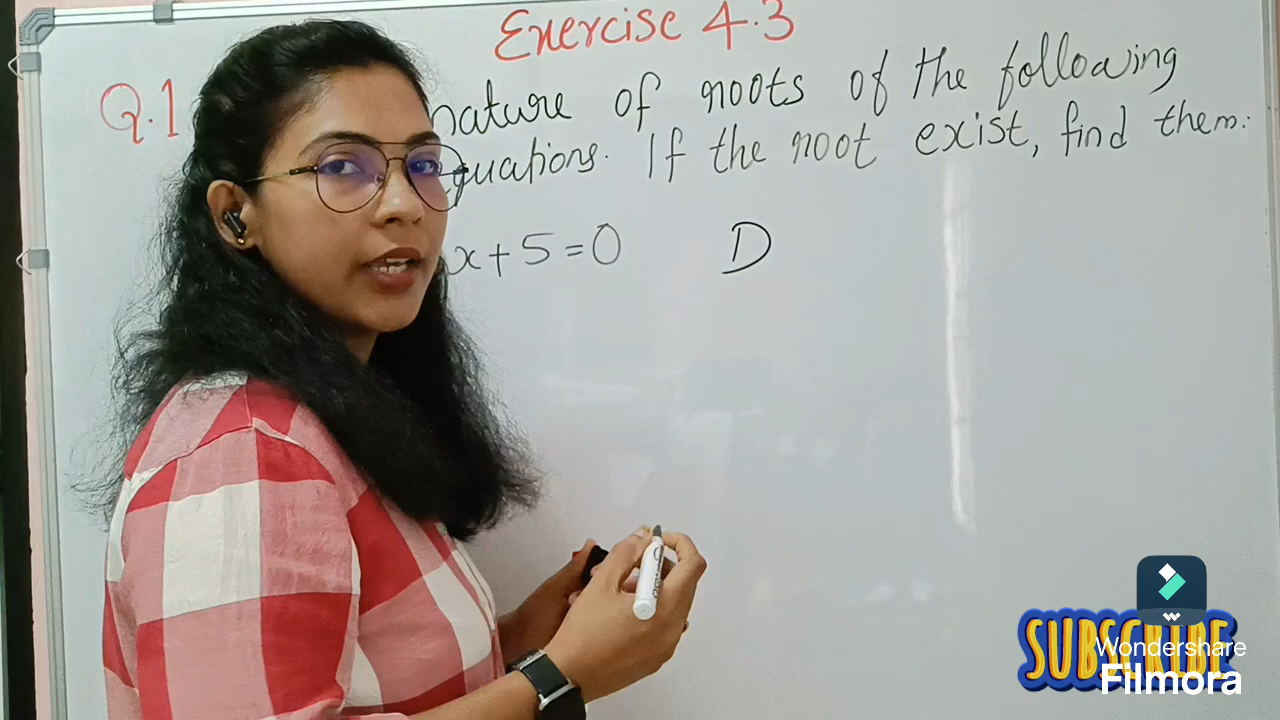 Exercise 4.3
Q.1 nature of roots of the following
quations. If the root exist, find them:
x+5=0 D
SUBSCRIBE
Wondershare
Filmora